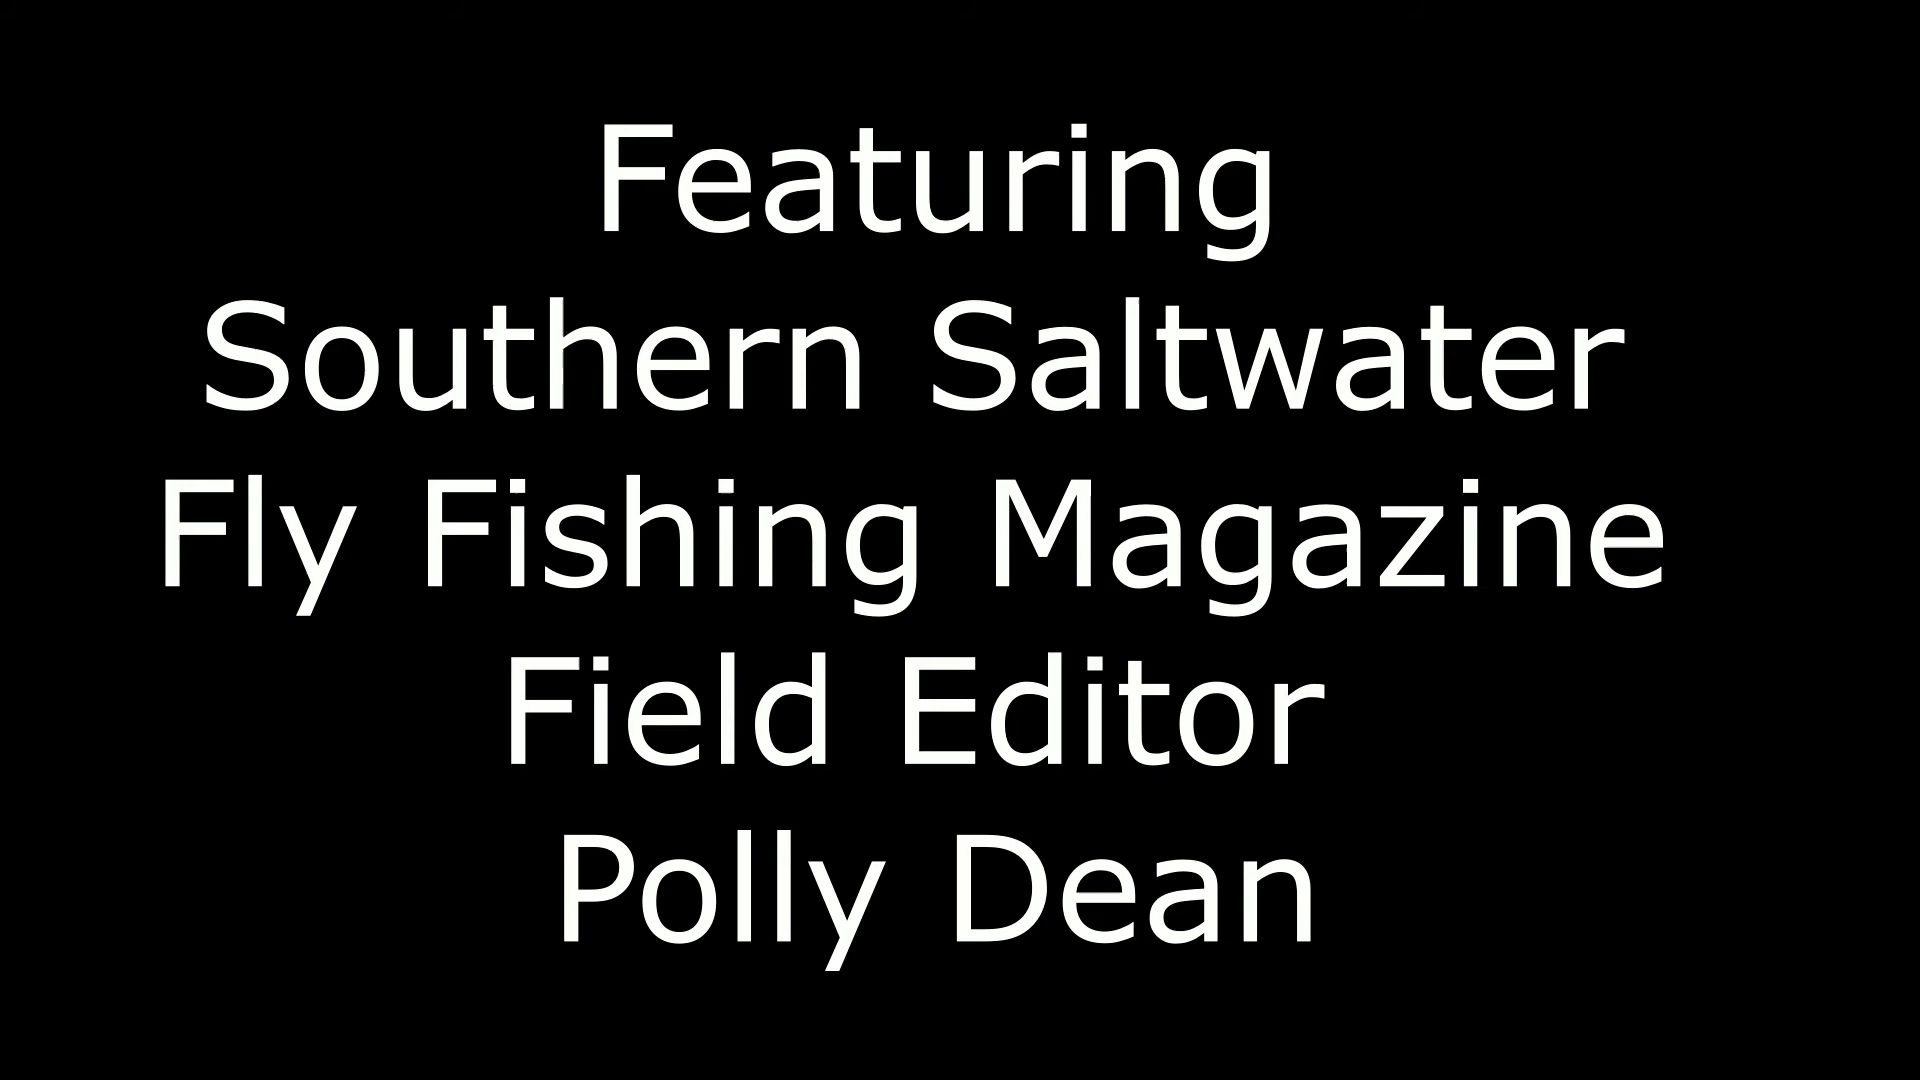 Featuring
Southern Saltwater
Fly Fishing Magazine
Field Editor
Polly Dean